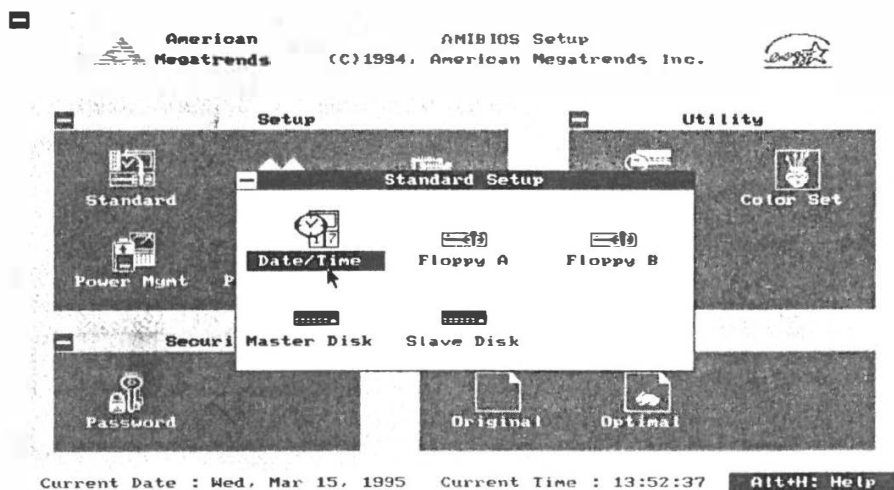 American
Megatrends
AMIBIOS Setup
(C)1994, American Megatrends Inc.
Setup
Utility
Standard
Color Set
Power Mgmt
P
Standard Setup
Date/Time
Floppy A
Floppy B
Master Disk
Slave Disk
Securi
Password
Original
Optimal
Current Date : Wed, Mar 15, 1995
Current Time : 13:52:37
Alt+H: Help